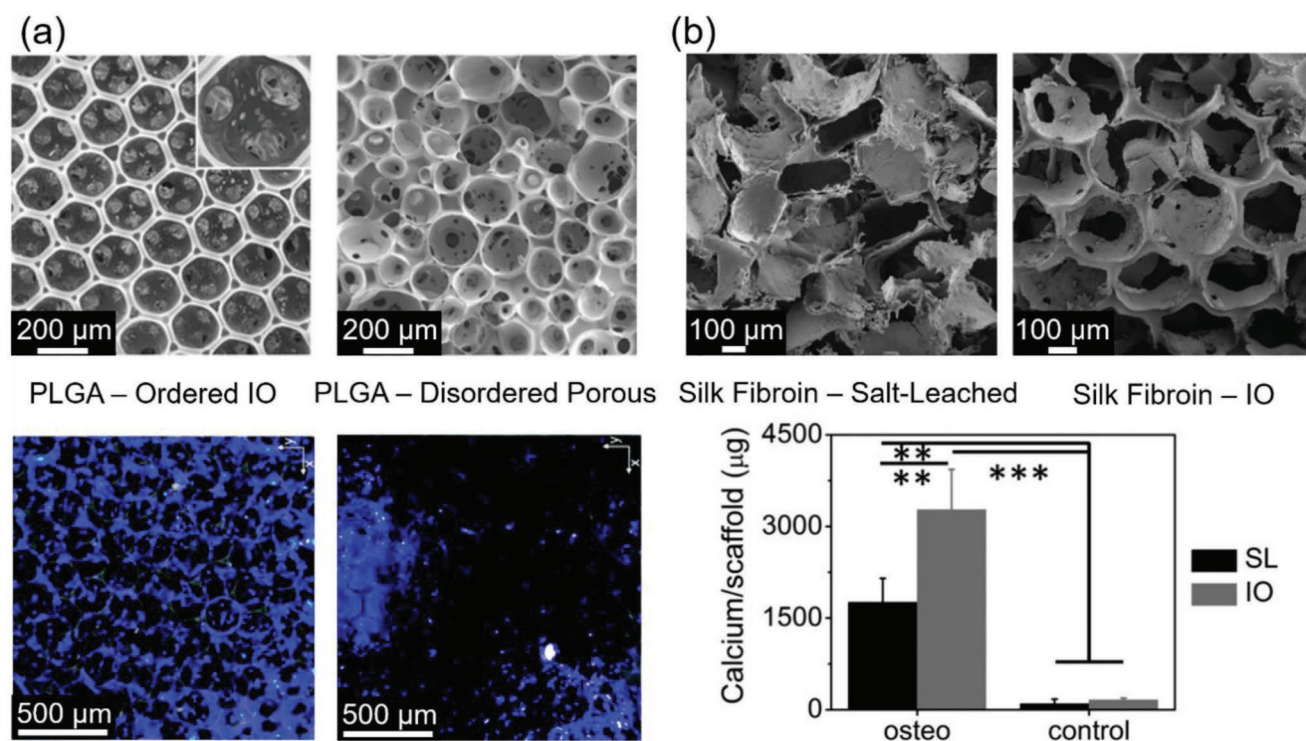 (a)
(b)
200 µm
200 µm
100 µm
100 µm
PLGA – Ordered IO
PLGA – Disordered Porous
Silk Fibroin – Salt-Leached
Silk Fibroin – IO
y
x
500 µm
y
x
500 µm
Calcium/scaffold (µg)
4500
3000
1500
0
**
**
***
SL
IO
osteo
control